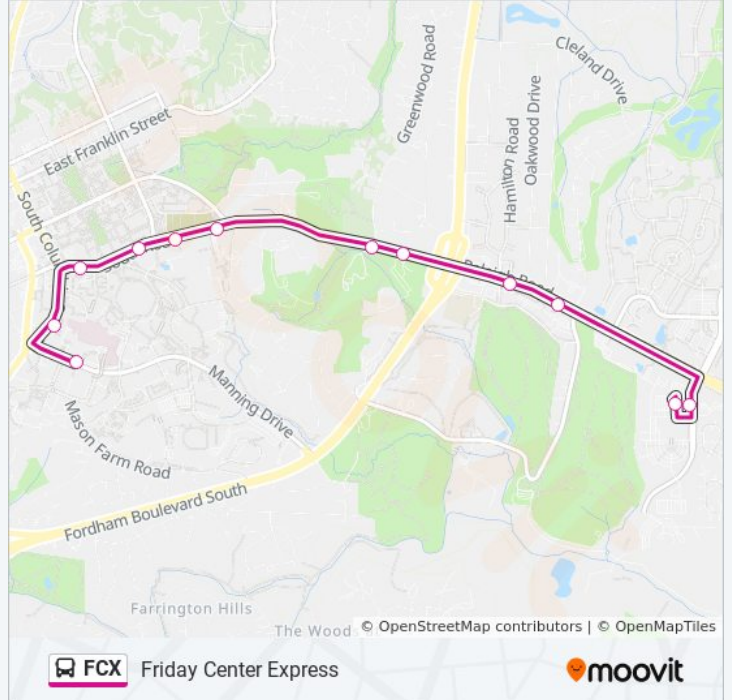 Greenwood Road
Cleland Drive
Hamilton Road
Oakwood Drive
East Franklin Street
South Colu
Raleigh Road
Manning Drive
Mason Farm Road
Fordham Boulevard South
Farrington Hills
The Wood
© OpenStreetMap contributors | © OpenMapTiles
FCX Friday Center Express
moovit